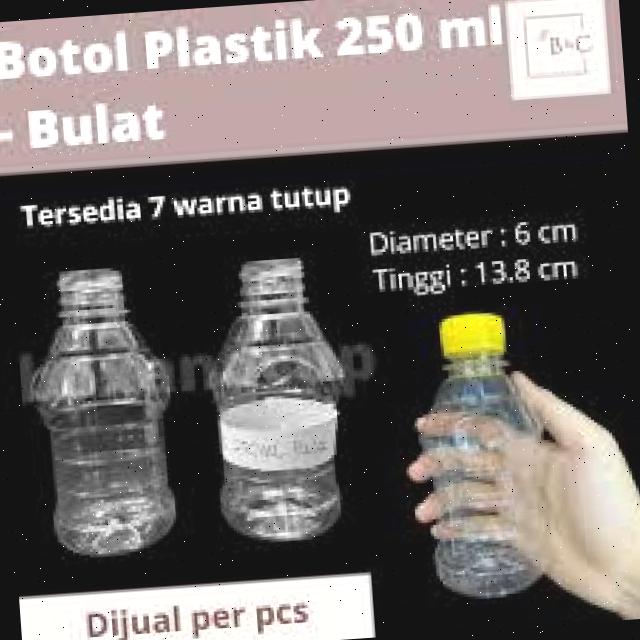 Botol Plastik 250 ml
- Bulat
B&C
Tersedia 7 warna tutup
Diameter : 6 cm
Tinggi : 13.8 cm
Dijual per pcs